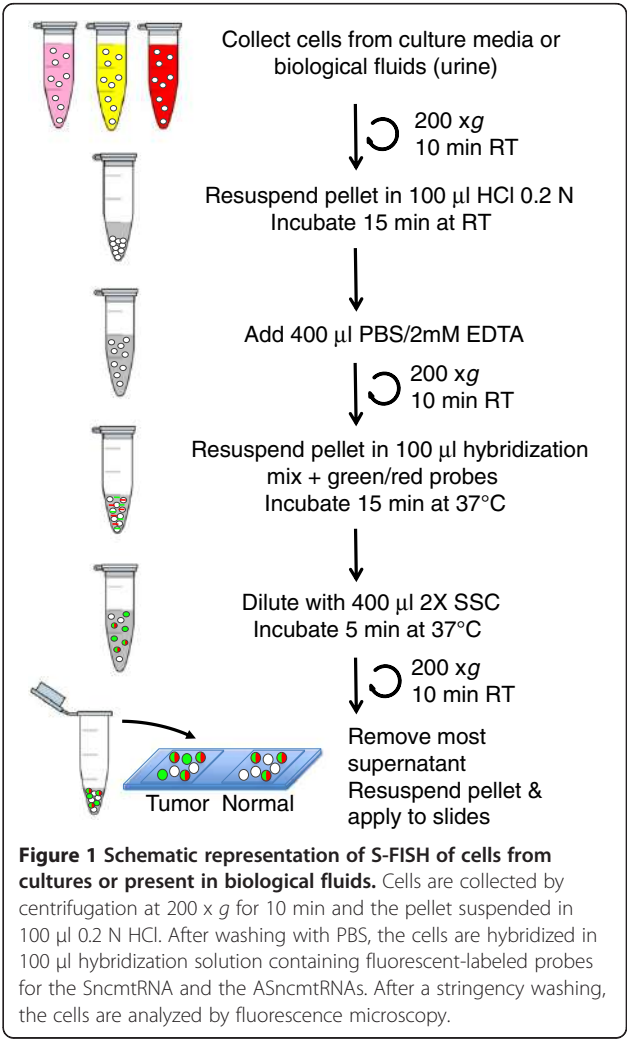 Collect cells from culture media or
biological fluids (urine)
200 xg
10 min RT
Resuspend pellet in 100 µl HCl 0.2 N
Incubate 15 min at RT
Add 400 µl PBS/2mM EDTA
200 xg
10 min RT
Resuspend pellet in 100 µl hybridization
mix + green/red probes
Incubate 15 min at 37°C
Dilute with 400 µl 2X SSC
Incubate 5 min at 37°C
200 xg
10 min RT
Remove most
supernatant
Resuspend pellet &
apply to slides
Tumor Normal
Figure 1 Schematic representation of S-FISH of cells from
cultures or present in biological fluids. Cells are collected by
centrifugation at 200 x g for 10 min and the pellet suspended in
100 µl 0.2 N HCl. After washing with PBS, the cells are hybridized in
100 µl hybridization solution containing fluorescent-labeled probes
for the SncmtRNA and the ASncmtRNAs. After a stringency washing,
the cells are analyzed by fluorescence microscopy.